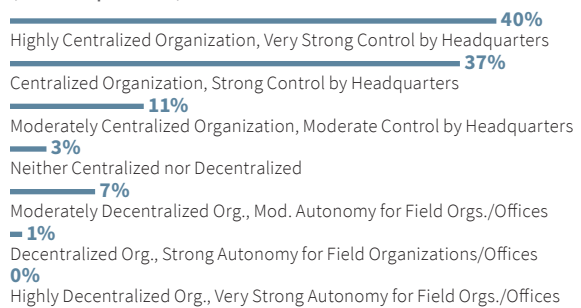 40%
Highly Centralized Organization, Very Strong Control by Headquarters
37%
Centralized Organization, Strong Control by Headquarters
11%
Moderately Centralized Organization, Moderate Control by Headquarters
3%
Neither Centralized nor Decentralized
7%
Moderately Decentralized Org., Mod. Autonomy for Field Orgs./Offices
1%
Decentralized Org., Strong Autonomy for Field Organizations/Offices
0%
Highly Decentralized Org., Very Strong Autonomy for Field Orgs./Offices